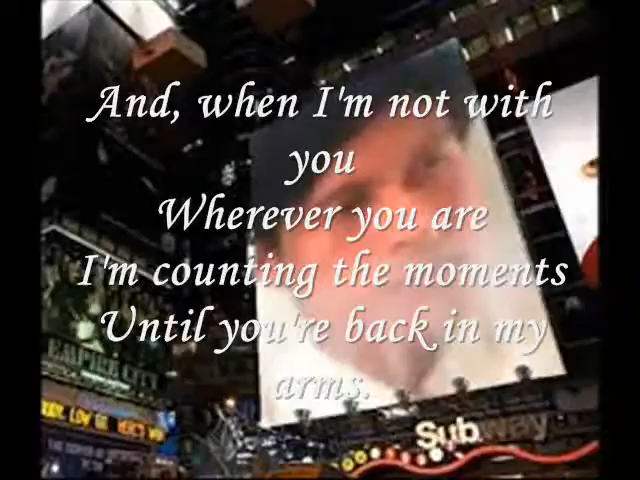 And, when I'm not with
you
Wherever you are
I'm counting the moments
Until you're back in my
arms.
EMPIRE CITY
Subway